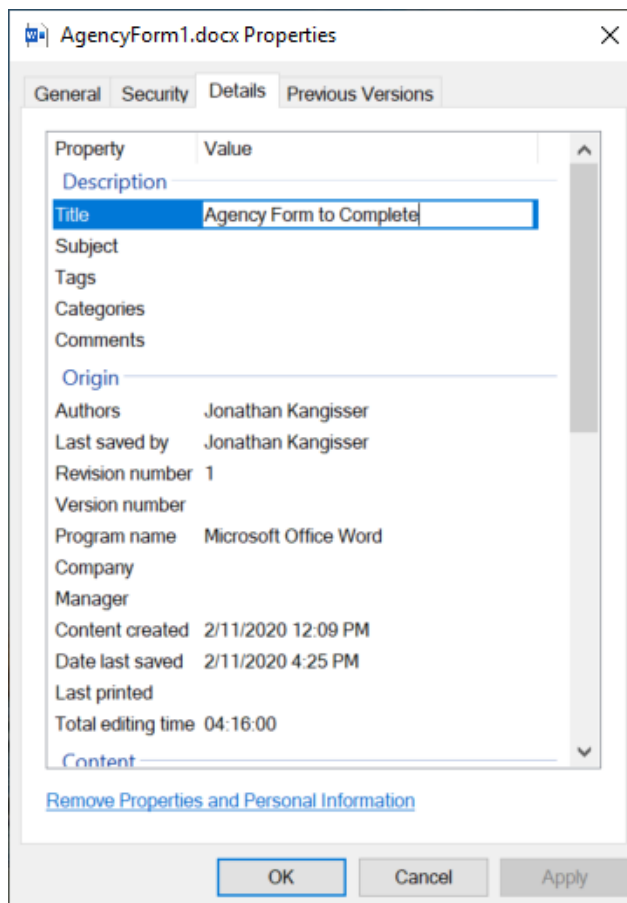 AgencyForm1.docx Properties
General Security Details Previous Versions
Property Value
Description
Title Agency Form to Complete
Subject
Tags
Categories
Comments
Origin
Authors Jonathan Kangisser
Last saved by Jonathan Kangisser
Revision number 1
Version number
Program name Microsoft Office Word
Company
Manager
Content created 2/11/2020 12:09 PM
Date last saved 2/11/2020 4:25 PM
Last printed
Total editing time 04:16:00
Content
Remove Properties and Personal Information
OK Cancel Apply